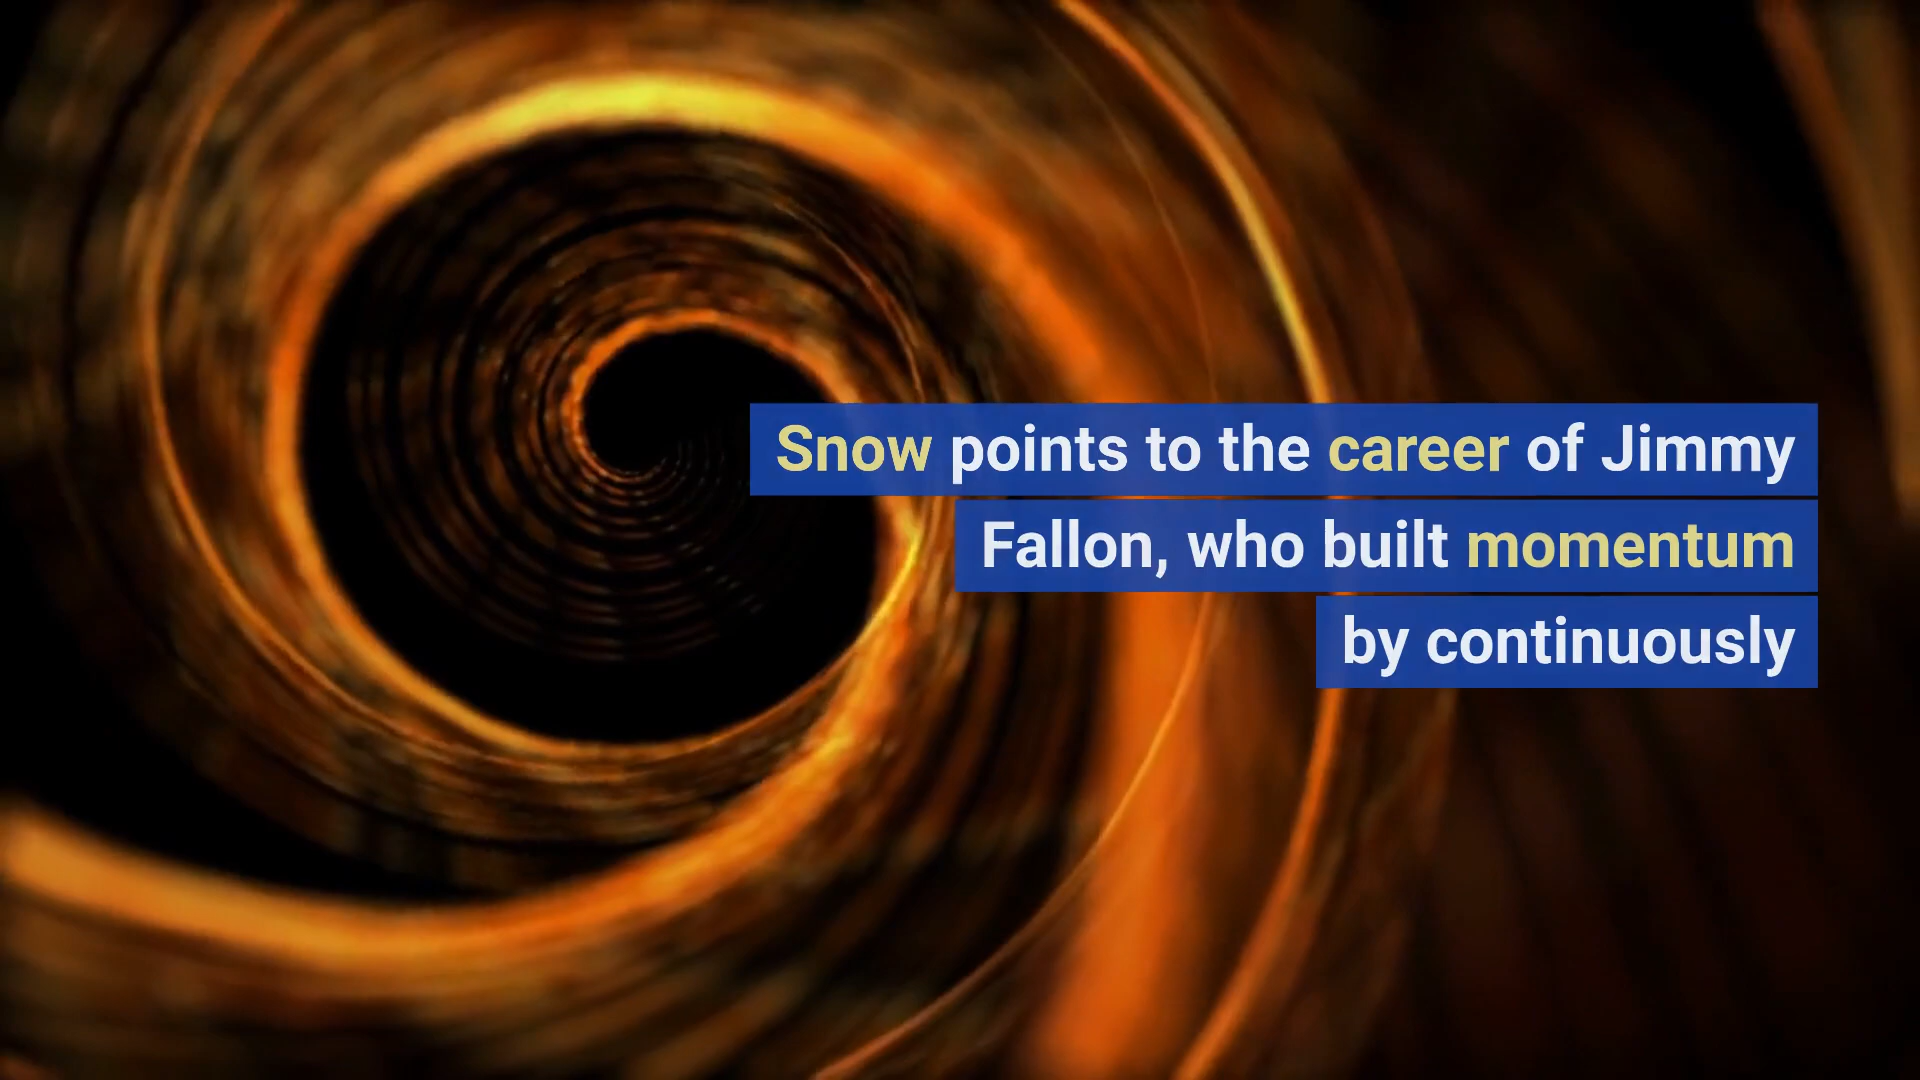 Snow points to the career of Jimmy
Fallon, who built momentum
by continuously